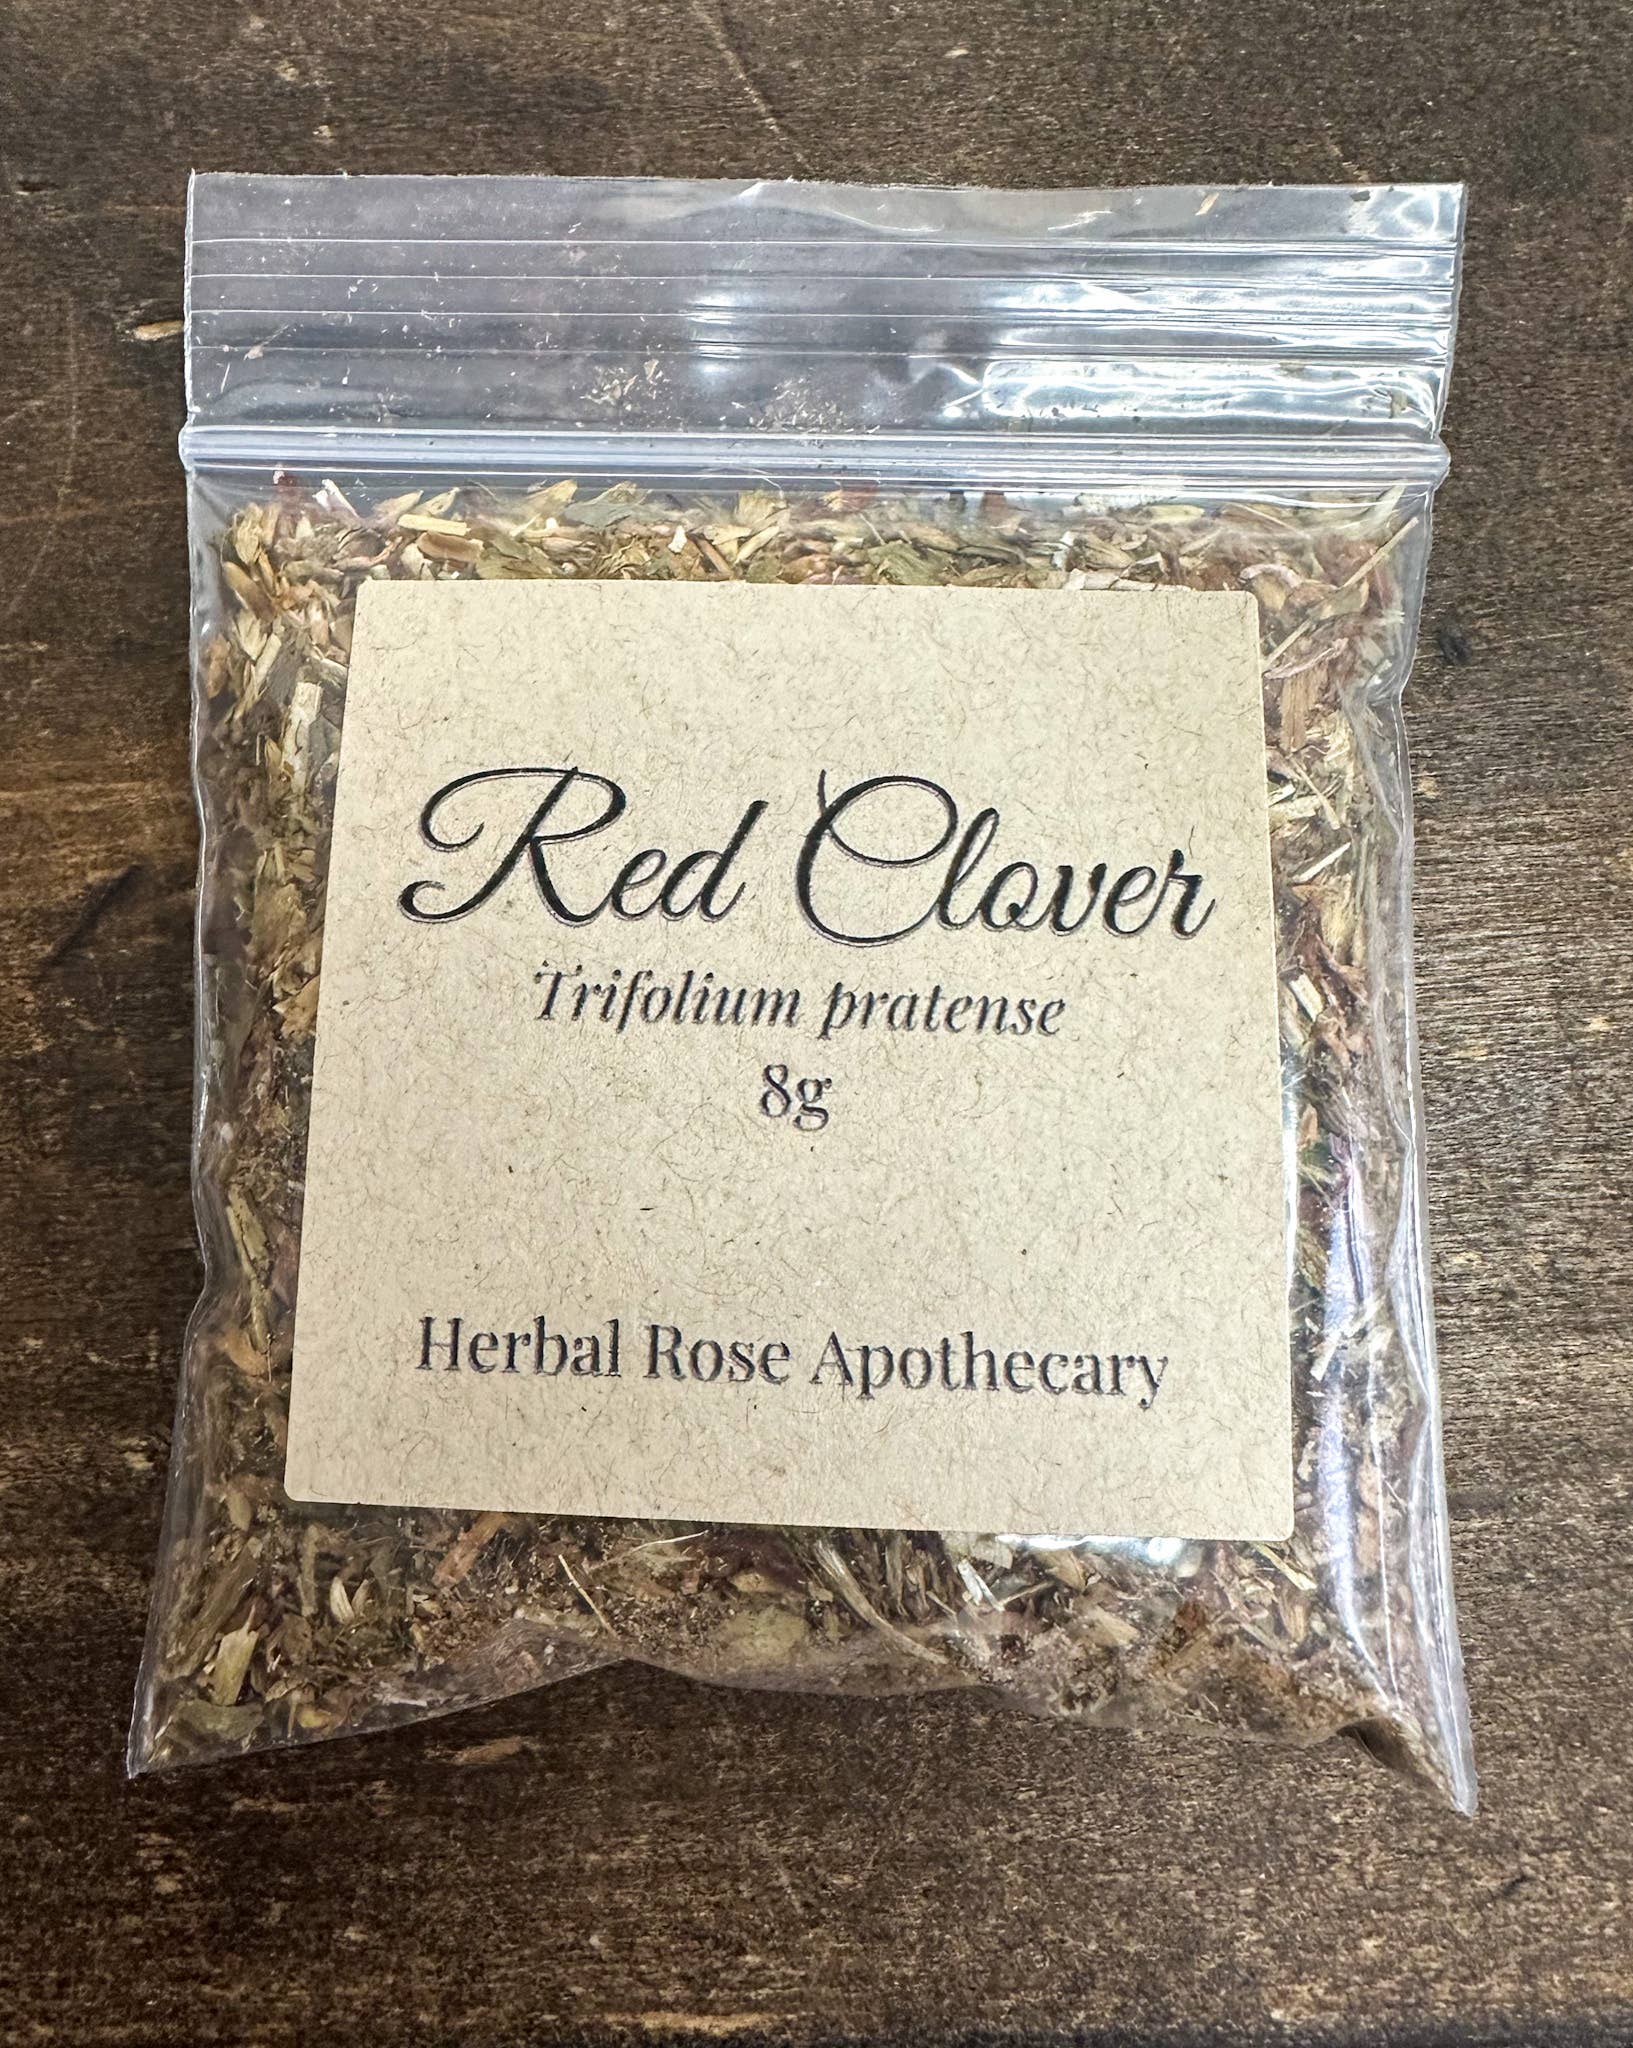 Red Clover
Trifolium pratense
8g
Herbal Rose Apothecary